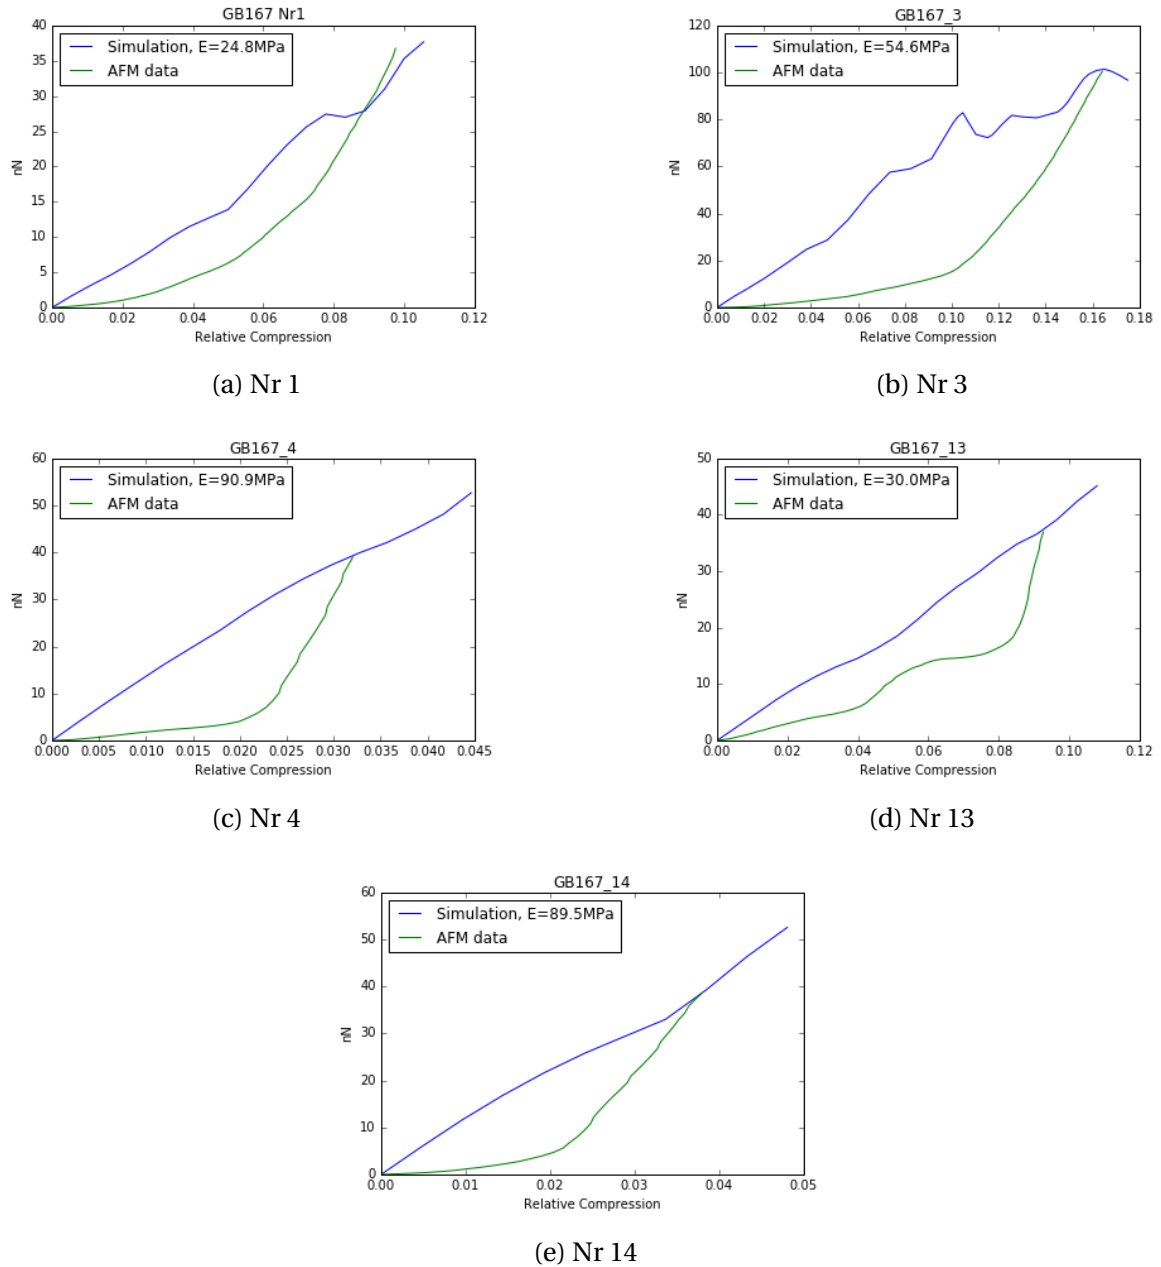 GB167 Nr1
40
35
30
25
20
15
10
5
0
nN
Simulation, E=24.8MPa
AFM data
0.00 0.02 0.04 0.06 0.08 0.10 0.12
Relative Compression
(a) Nr 1
GB167_3
120
100
80
60
40
20
0
nN
Simulation, E=54.6MPa
AFM data
0.00 0.02 0.04 0.06 0.08 0.10 0.12 0.14 0.16 0.18
Relative Compression
(b) Nr 3
GB167_4
60
50
40
30
20
10
0
nN
Simulation, E=90.9MPa
AFM data
0.000 0.005 0.010 0.015 0.020 0.025 0.030 0.035 0.040 0.045
Relative Compression
(c) Nr 4
GB167_13
50
40
30
20
10
0
nN
Simulation, E=30.0MPa
AFM data
0.00 0.02 0.04 0.06 0.08 0.10 0.12
Relative Compression
(d) Nr 13
GB167_14
60
50
40
30
20
10
0
nN
Simulation, E=89.5MPa
AFM data
0.00 0.01 0.02 0.03 0.04 0.05
Relative Compression
(e) Nr 14